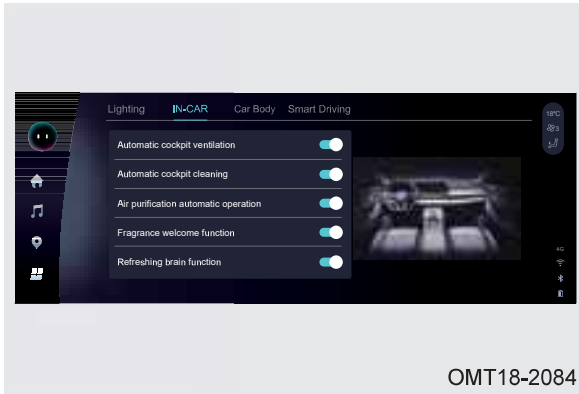 Lighting IN-CAR Car Body Smart Driving
18°C
3
Automatic cockpit ventilation
Automatic cockpit cleaning
Air purification automatic operation
Fragrance welcome function
Refreshing brain function
4G
OMT18-2084